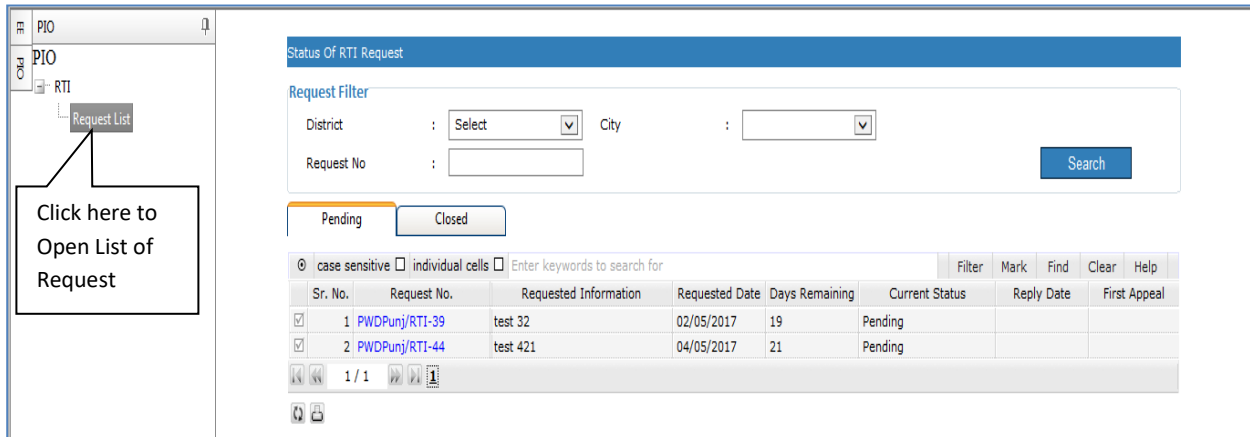 EE
PIO
PIO
PIO
RTI
Request List
Click here to
Open List of
Request
Status Of RTI Request
Request Filter
District : Select City :
Request No :
Search
Pending Closed
case sensitive individual cells Enter keywords to search for Filter Mark Find Clear Help
Sr. No. Request No. Requested Information Requested Date Days Remaining Current Status Reply Date First Appeal
1 PWDPunj/RTI-39 test 32 02/05/2017 19 Pending
2 PWDPunj/RTI-44 test 421 04/05/2017 21 Pending
1 / 1 1